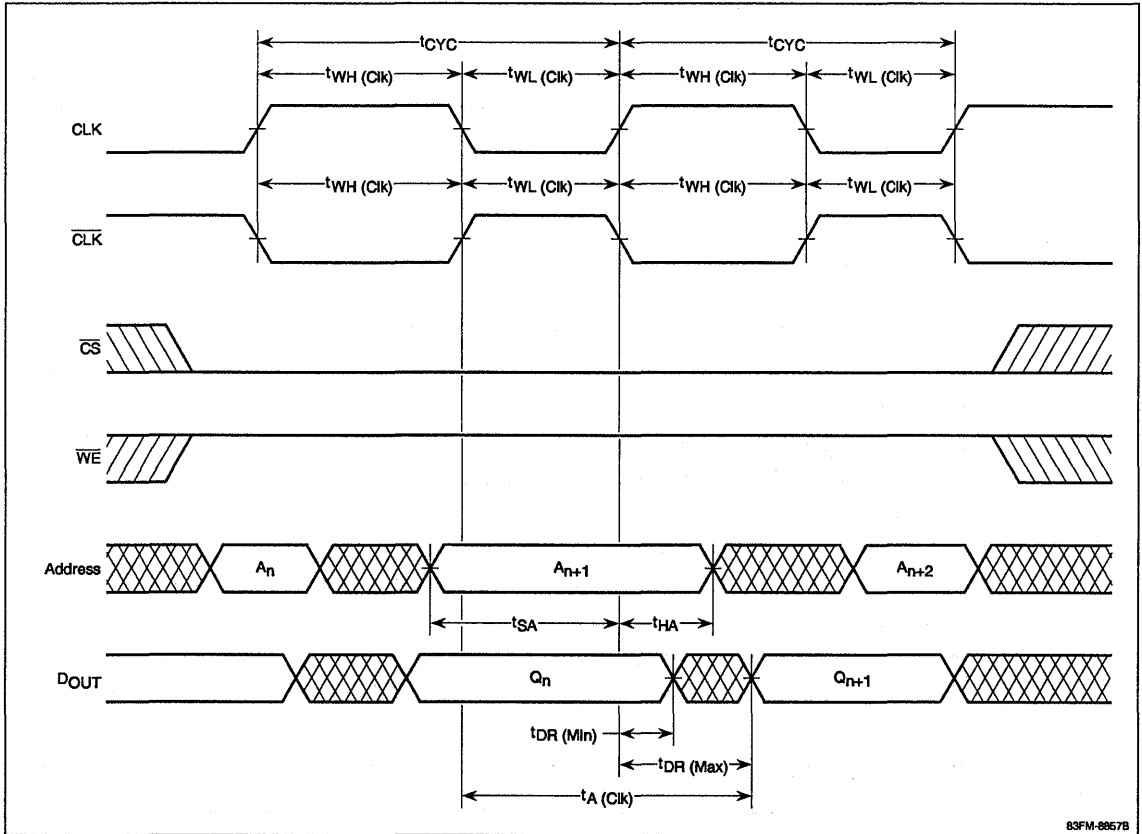 tCYC tCYC
tWH (Clk) tWL (Clk) tWH (Clk) tWL (Clk)
CLK
tWH (Clk) tWL (Clk) tWH (Clk) tWL (Clk)
CLK
CS
WE
Address An An+1 An+2
tSA tHA
DOUT Qn Qn+1
tDR (Min)
tDR (Max)
tA (Clk)
83FM-8857B